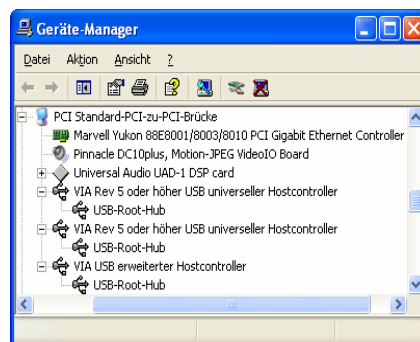 Geräte-Manager
Datei Aktion Ansicht ?
PCI Standard-PCI-zu-PCI-Brücke
Marvell Yukon 88E8001/8003/8010 PCI Gigabit Ethernet Controller
Pinnacle DC10plus, Motion-JPEG VideoIO Board
Universal Audio UAD-1 DSP card
VIA Rev 5 oder höher USB universeller Hostcontroller
USB-Root-Hub
VIA Rev 5 oder höher USB universeller Hostcontroller
USB-Root-Hub
VIA USB erweiterter Hostcontroller
USB-Root-Hub